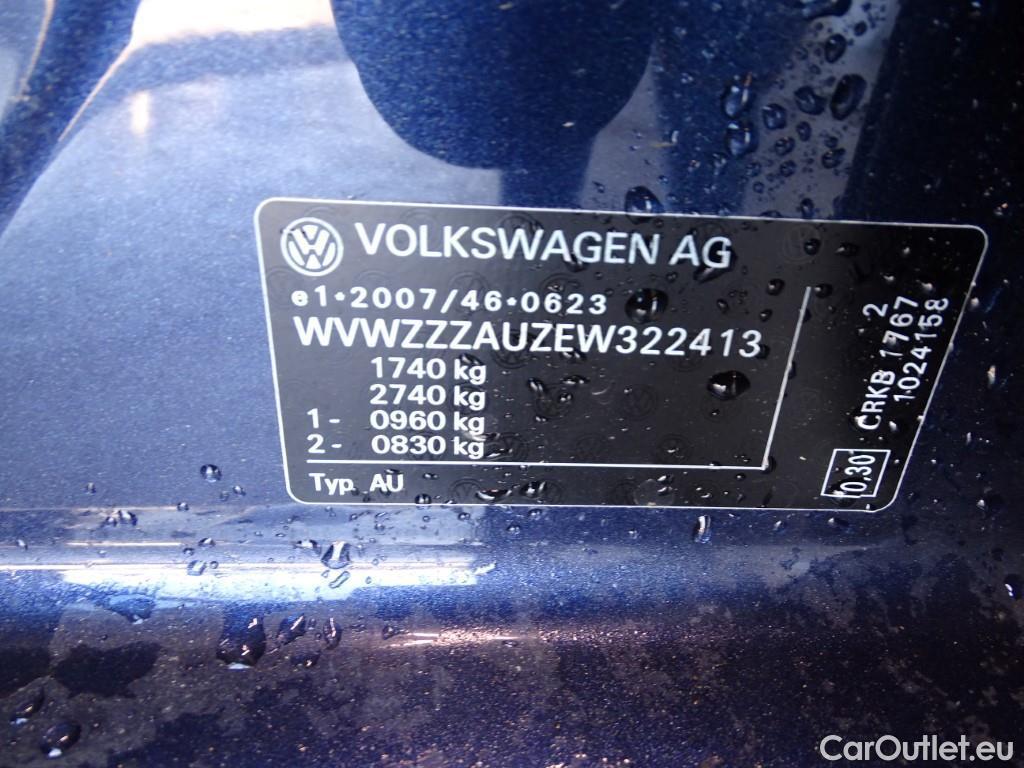 VOLKSWAGEN AG
e1*2007/46*0623
WVWZZZAUZEW322413
1740 kg
2740 kg
1- 0960 kg
2- 0830 kg
Typ AU
2
CRKB 1767
1024158
0.30
CarOutlet.eu